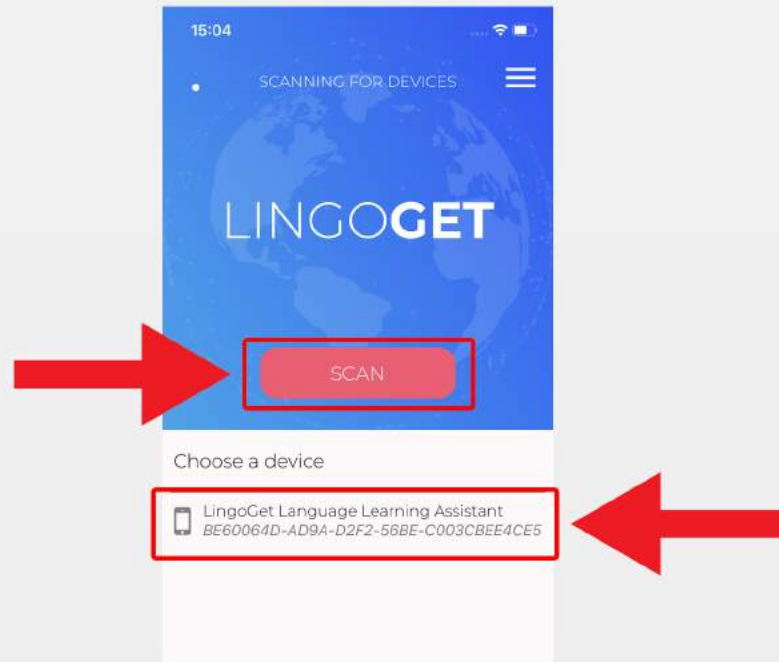 15:04
SCANNING FOR DEVICES
LINGOGET
SCAN
Choose a device
LingoGet Language Learning Assistant
BE60064D-AD9A-D2F2-56BE-C003CBEE4CE5